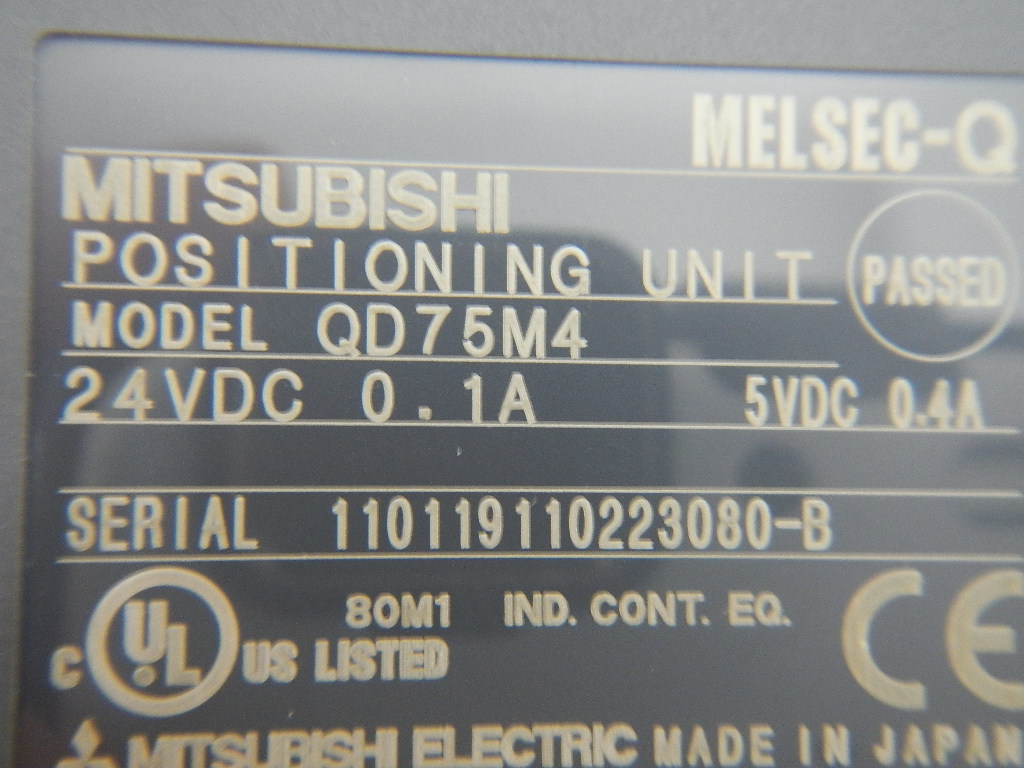 MELSEC-Q
MITSUBISHI
POSITIONING UNIT
PASSED
MODEL QD75M4
24VDC 0.1A 5VDC 0.4A
SERIAL 110119110223080-B
80M1 IND. CONT. EQ.
C UL US LISTED
CE
MITSUBISHI ELECTRIC MADE IN JAPAN